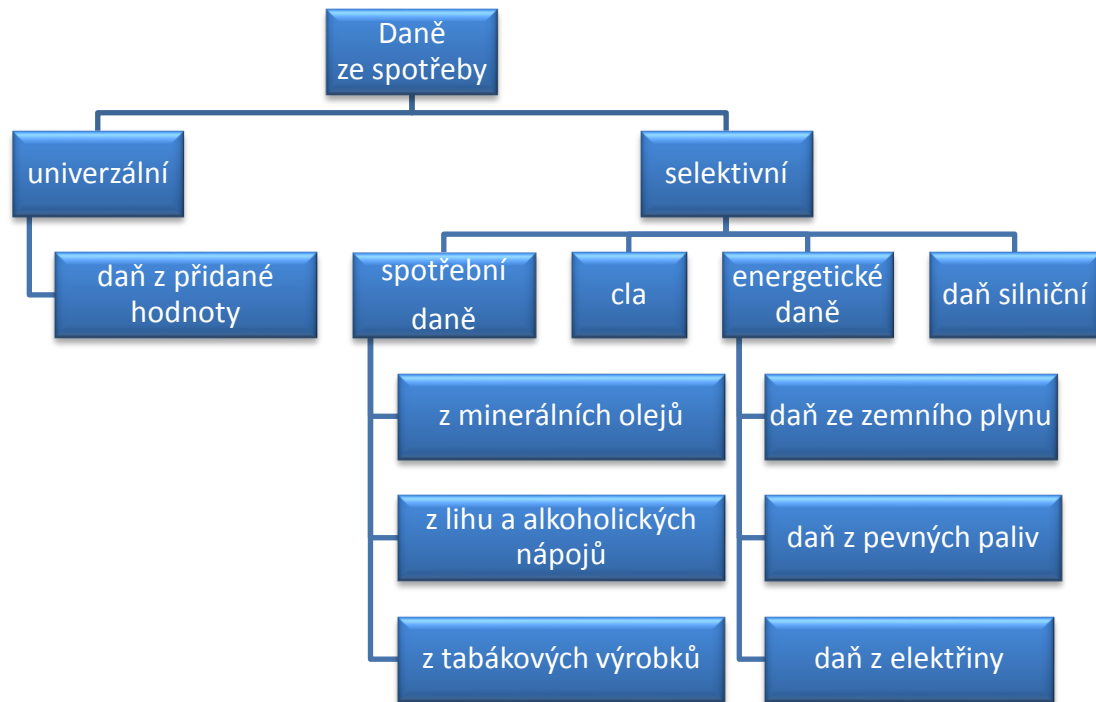 Daně
ze spotřeby
univerzální
selektivní
daň z přidané
hodnoty
spotřební
daně
cla
energetické
daně
daň silniční
z minerálních olejů
daň ze zemního plynu
z lihu a alkoholických
nápojů
daň z pevných paliv
z tabákových výrobků
daň z elektřiny